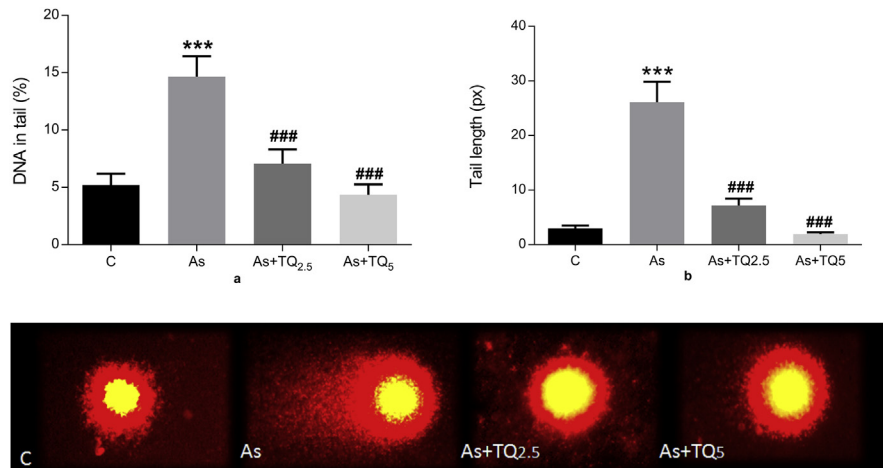 20
15
10
5
0
DNA in tail (%)
***
###
###
C
As
As+TQ2.5
As+TQ5
a
40
30
20
10
0
Tail length (px)
***
###
###
C
As
As+TQ2.5
As+TQ5
b
C
As
As+TQ2.5
As+TQ5